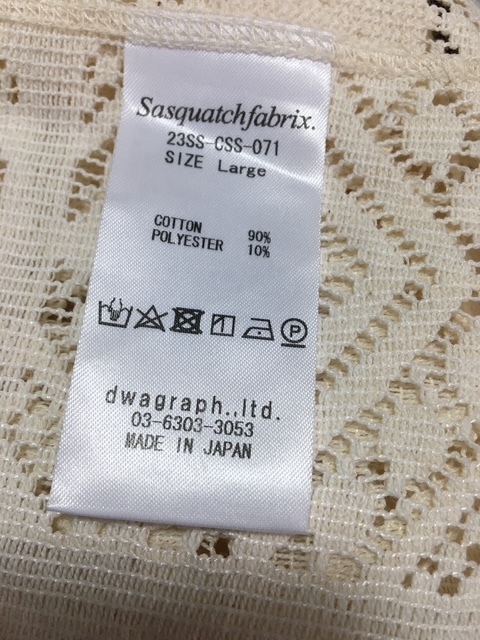 Sasquatchfabrix.
23SS-CSS-071
SIZE Large
COTTON 90%
POLYESTER 10%
P
dwagraph.,ltd.
03-6303-3053
MADE IN JAPAN